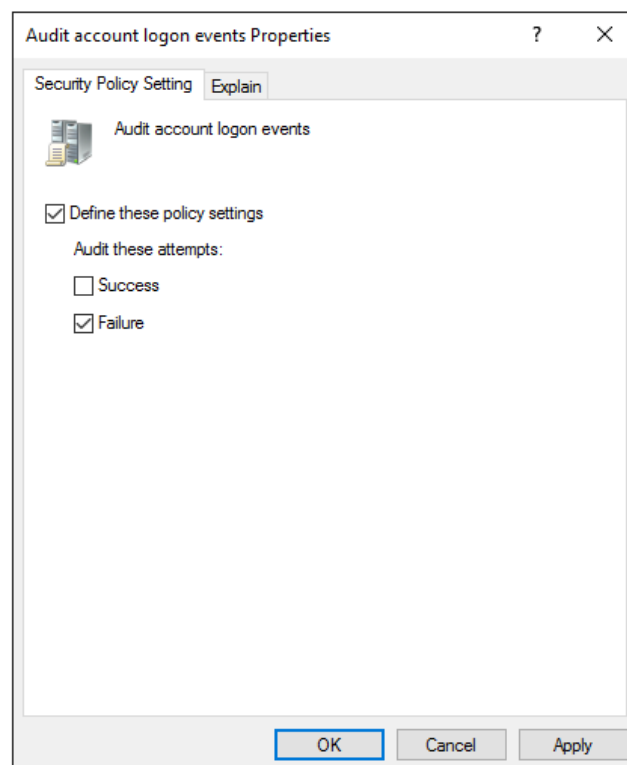 Audit account logon events Properties
?
Security Policy Setting
Explain
Audit account logon events
Define these policy settings
Audit these attempts:
Success
Failure
OK
Cancel
Apply